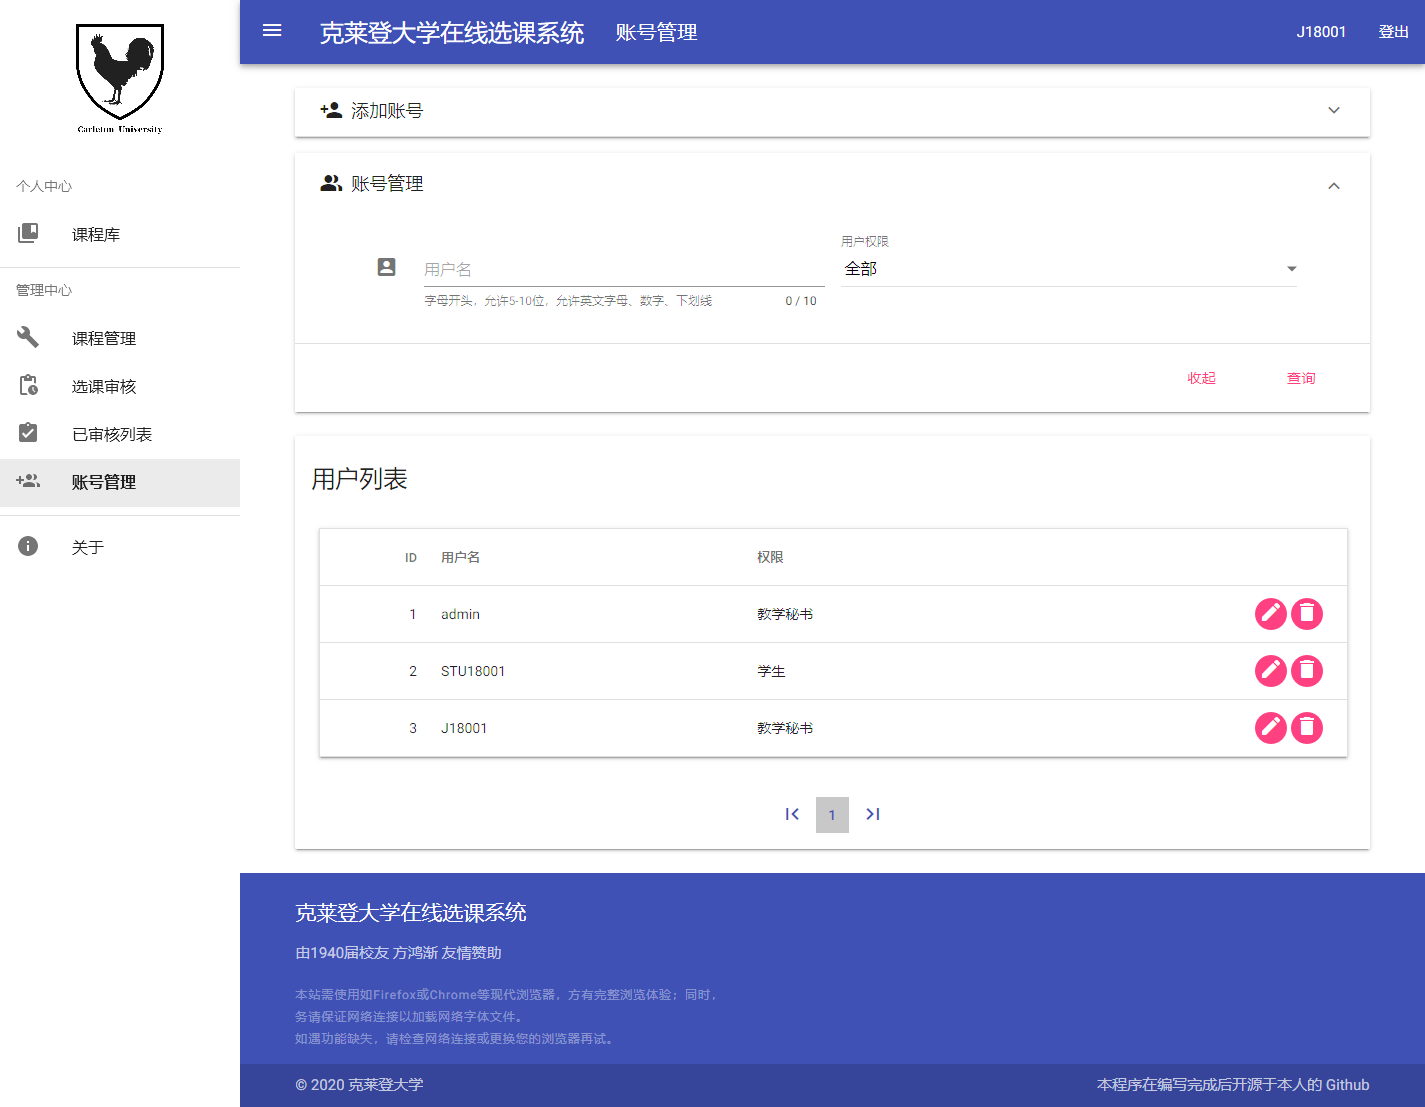 Carleton University
个人中心
课程库
管理中心
课程管理
选课审核
已审核列表
账号管理
关于
克莱登大学在线选课系统 账号管理 J18001 登出
添加账号
账号管理
用户权限
用户名 全部
字母开头，允许5-10位，允许英文字母、数字、下划线 0 / 10
收起 查询
用户列表
ID 用户名 权限
1 admin 教学秘书
2 STU18001 学生
3 J18001 教学秘书
1
克莱登大学在线选课系统
由1940届校友 方鸿渐 友情赞助
本站需使用如Firefox或Chrome等现代浏览器，方有完整浏览体验；同时，
务请保证网络连接以加载网络字体文件。
如遇功能缺失，请检查网络连接或更换您的浏览器再试。
© 2020 克莱登大学 本程序在编写完成后开源于本人的 Github